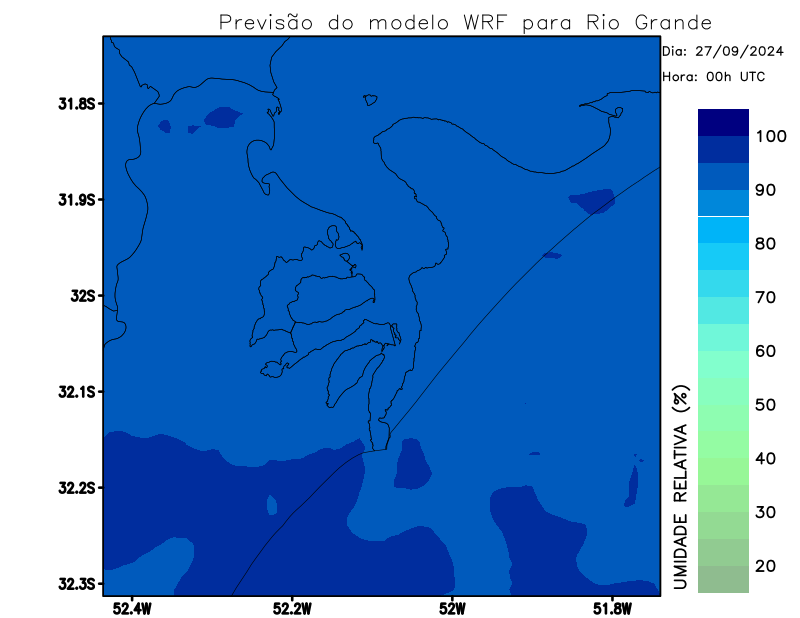 Previsão do modelo WRF para Rio Grande
Dia: 27/09/2024
Hora: 00h UTC
31.8S
31.9S
32S
32.1S
32.2S
32.3S
52.4W
52.2W
52W
51.8W
UMIDADE RELATIVA (%)
100
90
80
70
60
50
40
30
20